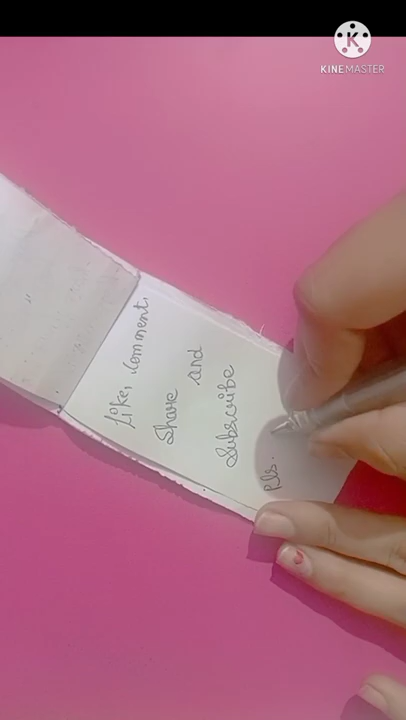 KINEMASTER
Like, Comment,
Share and
Subscribe
Pls.